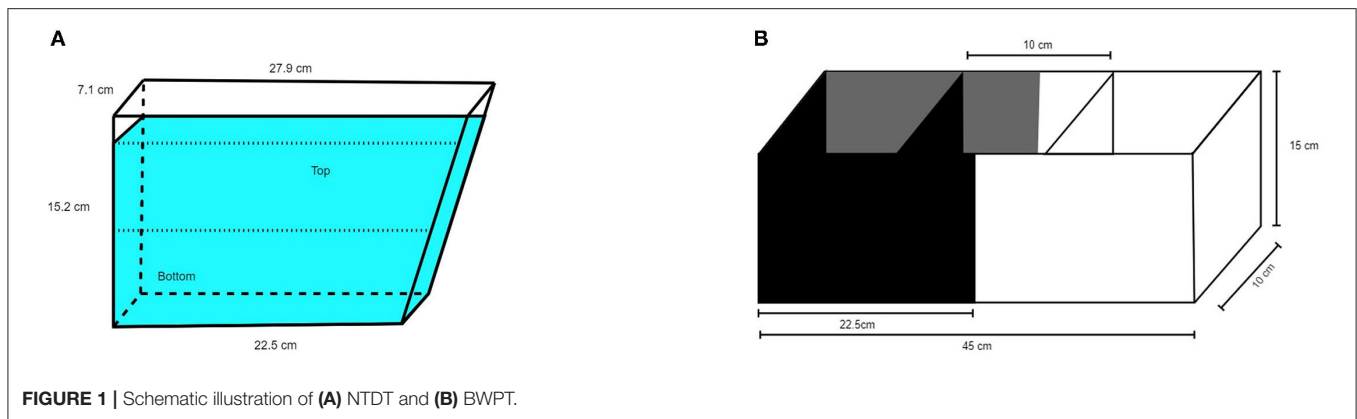 A
27.9 cm
7.1 cm
Top
15.2 cm
Bottom
22.5 cm
B
10 cm
15 cm
10 cm
22.5cm
45 cm
FIGURE 1 | Schematic illustration of (A) NTDT and (B) BWPT.